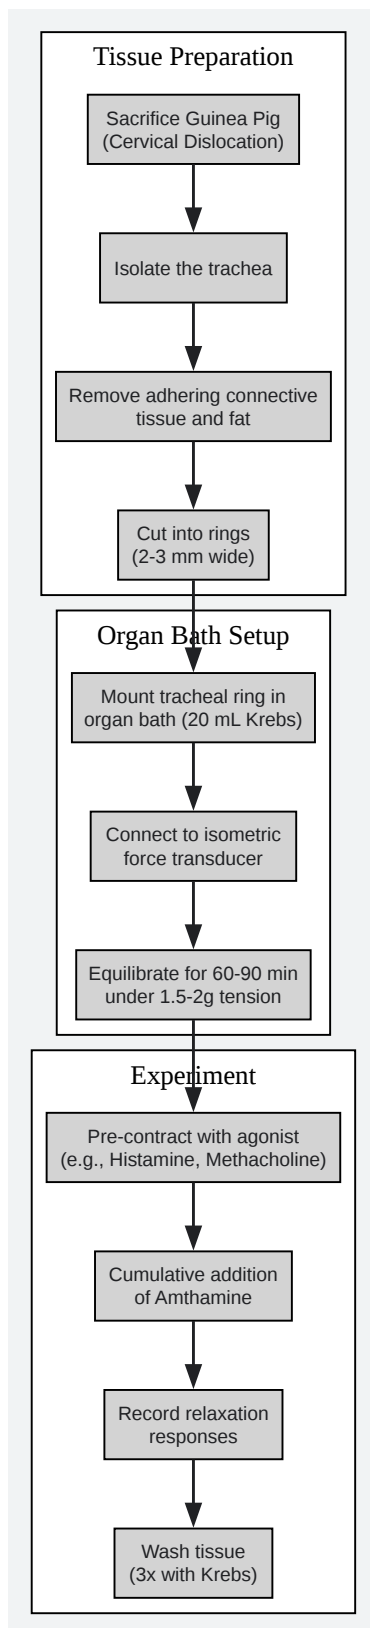 Tissue Preparation
Sacrifice Guinea Pig
(Cervical Dislocation)
Isolate the trachea
Remove adhering connective
tissue and fat
Cut into rings
(2-3 mm wide)
Organ Bath Setup
Mount tracheal ring in
organ bath (20 mL Krebs)
Connect to isometric
force transducer
Equilibrate for 60-90 min
under 1.5-2g tension
Experiment
Pre-contract with agonist
(e.g., Histamine, Methacholine)
Cumulative addition
of Amthamine
Record relaxation
responses
Wash tissue
(3x with Krebs)